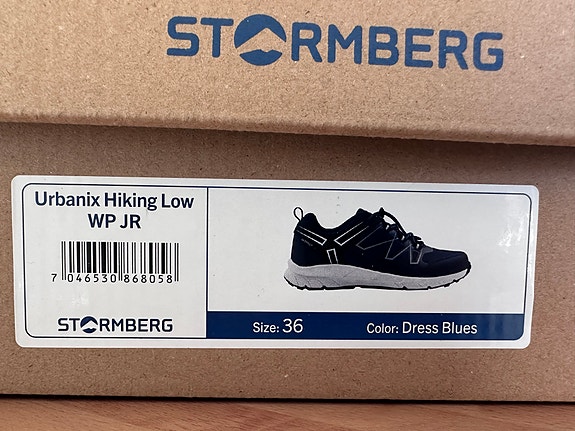 STORMBERG
Urbanix Hiking Low
WP JR
7 046530 868058
STORMBERG
Size: 36
Color: Dress Blues